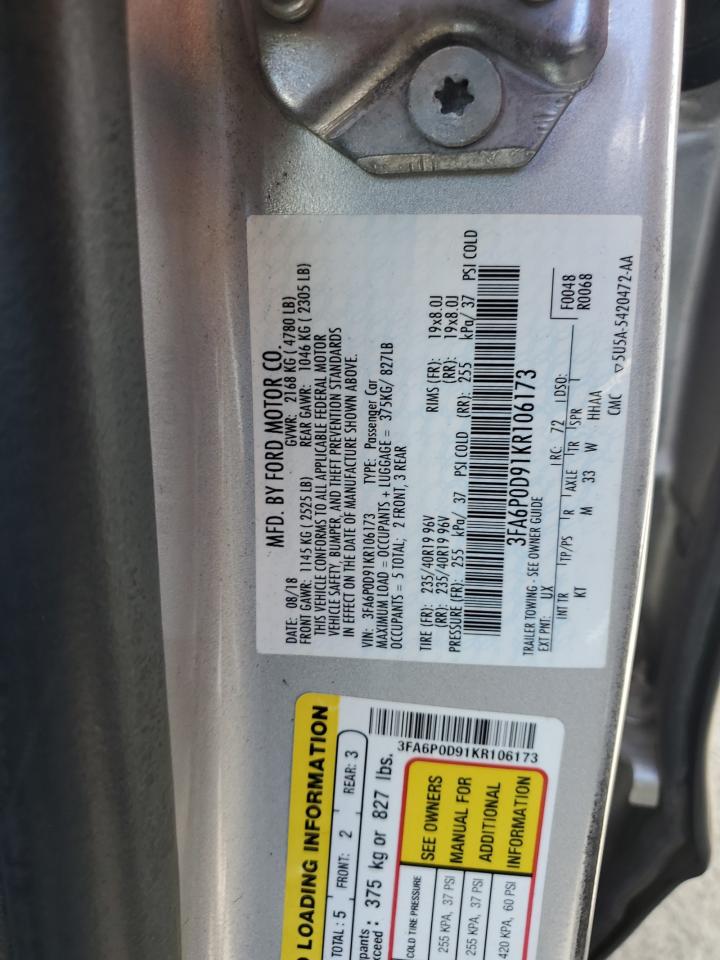 MFD. BY FORD MOTOR CO.
DATE: 08/18 GVWR: 2168 KG ( 4780 LB)
FRONT GAWR: 1145 KG ( 2525 LB) REAR GAWR: 1046 KG ( 2305 LB)
THIS VEHICLE CONFORMS TO ALL APPLICABLE FEDERAL MOTOR
VEHICLE SAFETY, BUMPER, AND THEFT PREVENTION STANDARDS
IN EFFECT ON THE DATE OF MANUFACTURE SHOWN ABOVE.
VIN: 3FA6P0D91KR106173 TYPE: Passenger Car
MAXIMUM LOAD = OCCUPANTS + LUGGAGE = 375KG/ 827LB
OCCUPANTS = 5 TOTAL; 2 FRONT, 3 REAR
TIRE (FR): 235/40R19 96V RIMS (FR): 19x8.0J
(RR): 235/40R19 96V (RR): 19x8.0J
PRESSURE (FR): 255 kPa/ 37 PSI COLD (RR): 255 kPa/ 37 PSI COLD
3FA6P0D91KR106173
TRAILER TOWING - SEE OWNER GUIDE
EXT PNT: UX RC: 72 DSO: F0048
R0068
INT TR TP/PS R AXLE TR SPR
KT M 33 W HHAA
CMC ▽5U5A-5420472-AA
LOADING INFORMATION
TOTAL : 5 FRONT: 2 REAR: 3
375 kg or 827 lbs.
3FA6P0D91KR106173
COLD TIRE PRESSURE
255 KPA, 37 PSI
255 KPA, 37 PSI
420 KPA, 60 PSI
SEE OWNERS
MANUAL FOR
ADDITIONAL
INFORMATION